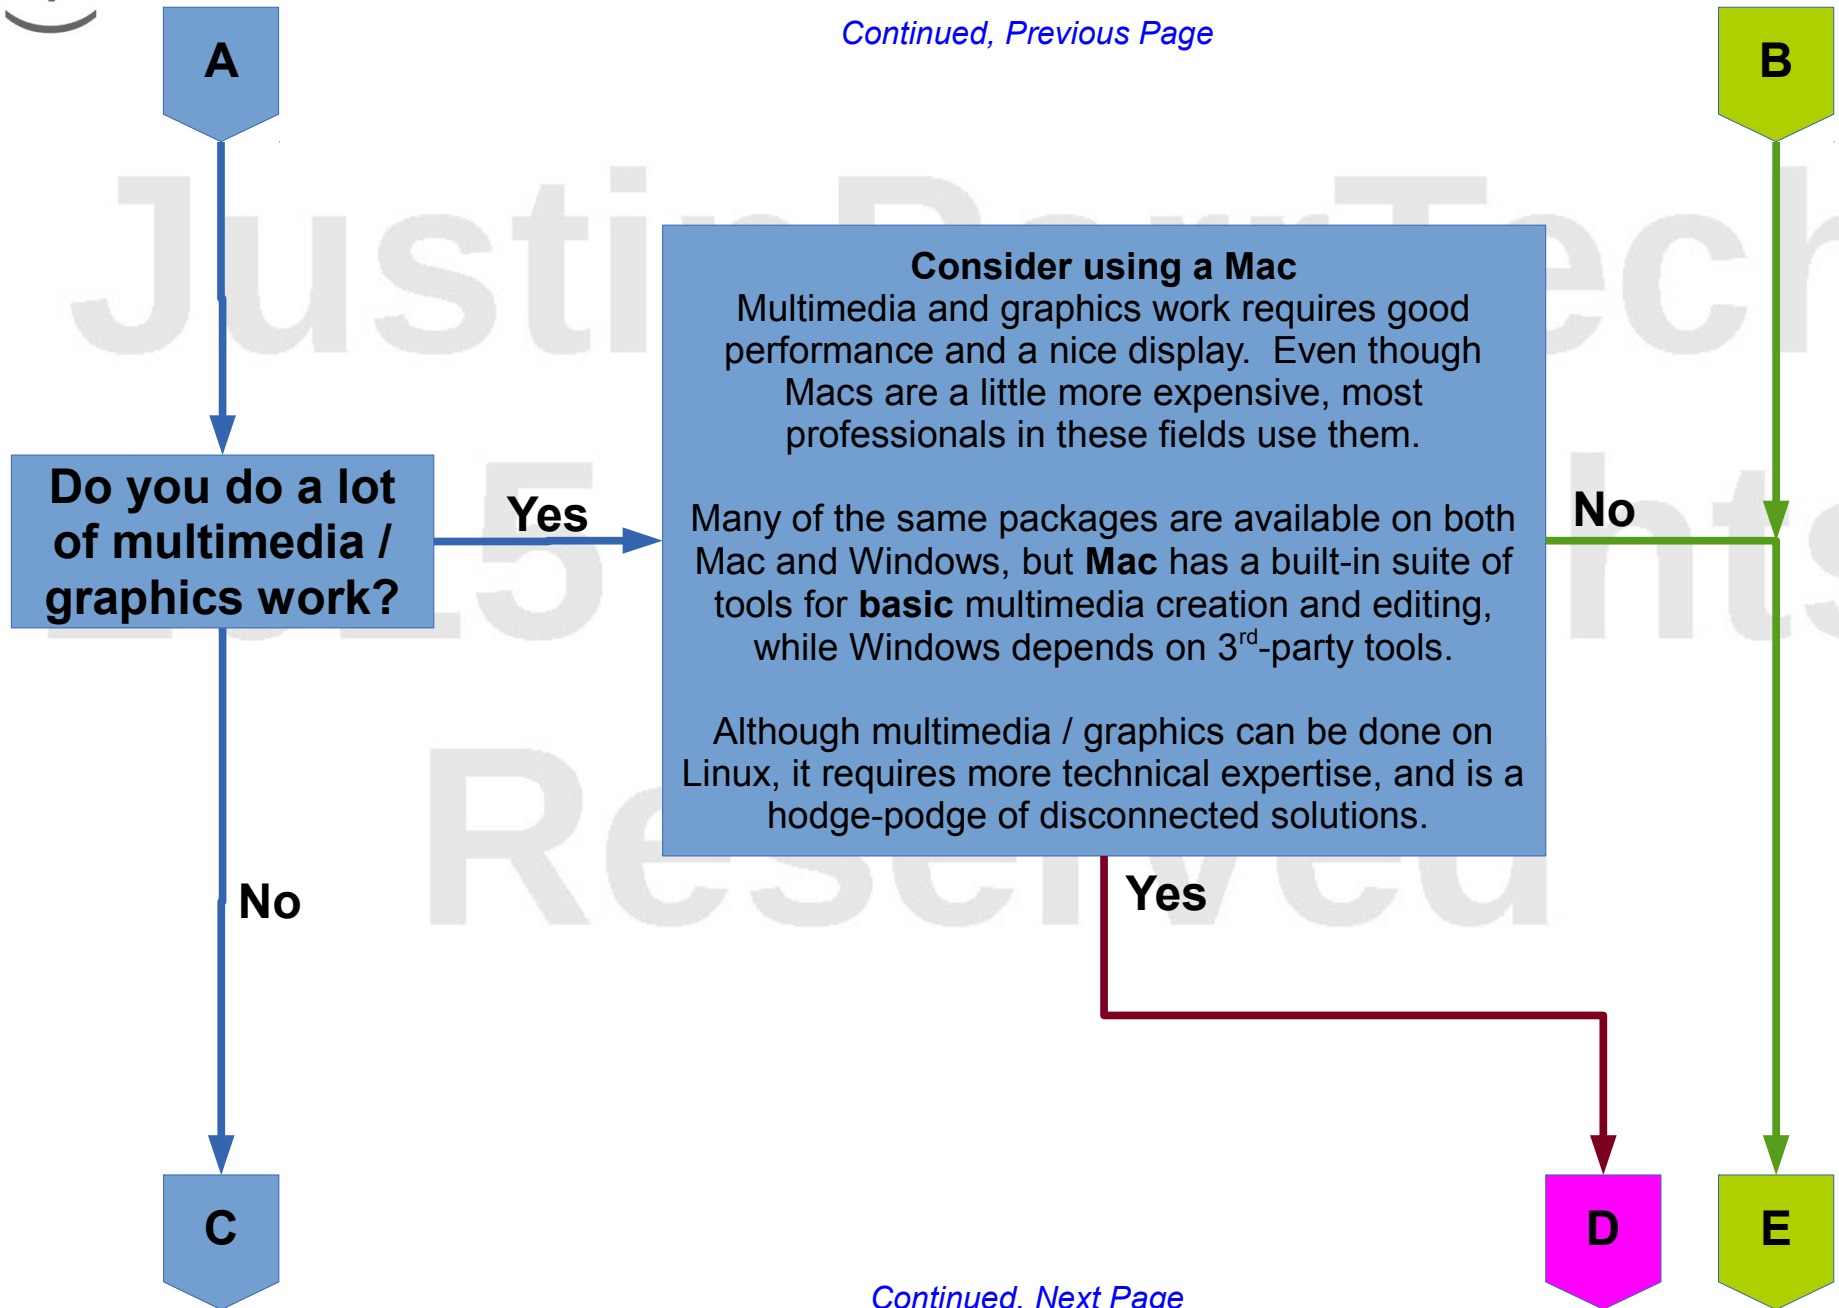 Continued, Previous Page
A
B
Consider using a Mac
Multimedia and graphics work requires good
performance and a nice display.  Even though
Macs are a little more expensive, most
professionals in these fields use them.
Many of the same packages are available on both
Mac and Windows, but Mac has a built-in suite of
tools for basic multimedia creation and editing,
while Windows depends on 3rd-party tools.
Although multimedia / graphics can be done on
Linux, it requires more technical expertise, and is a
hodge-podge of disconnected solutions.
Do you do a lot
of multimedia /
graphics work?
Yes
No
No
Yes
C
D
E
Continued, Next Page
Reserved